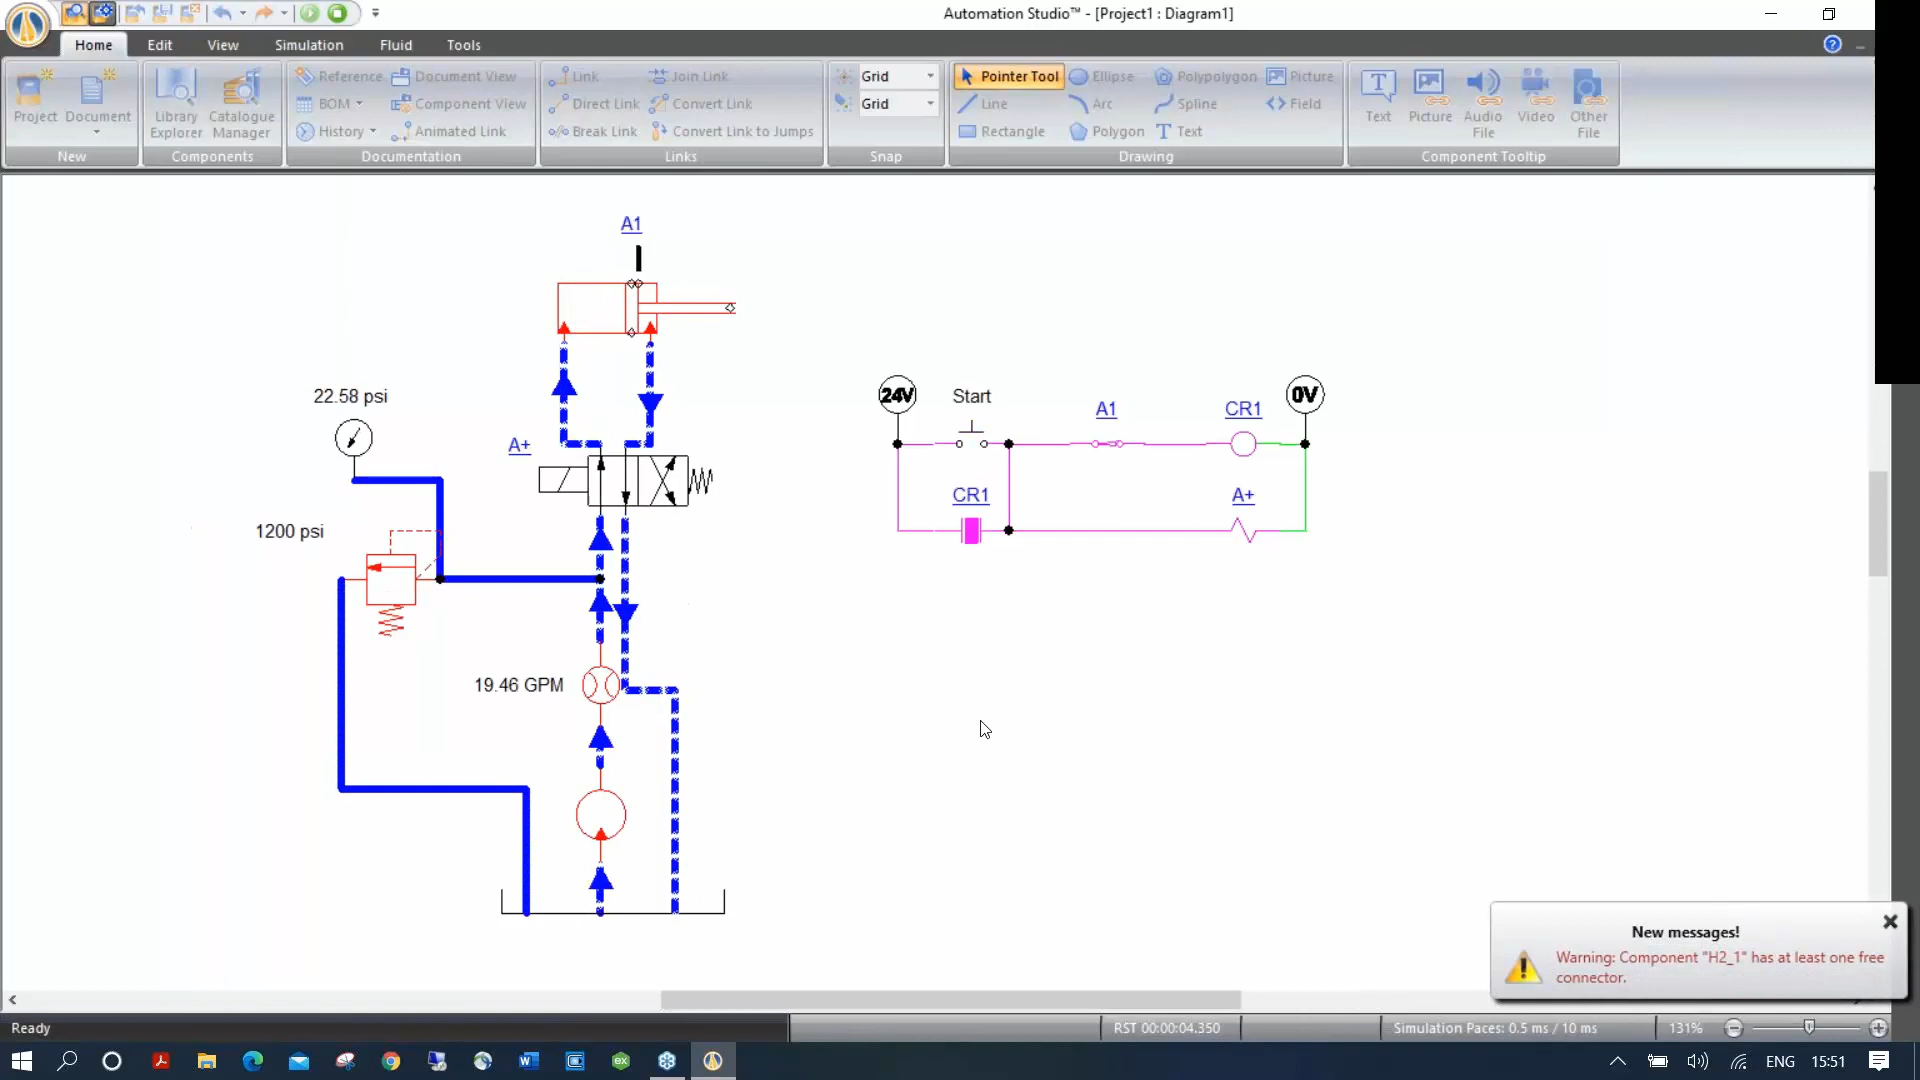 Automation Studio™ - [Project1 : Diagram1]
Home Edit View Simulation Fluid Tools
Project
Document
New
Library Explorer
Catalogue Manager
Components
Reference Document View
BOM Component View
History Animated Link
Documentation
Link Join Link
Direct Link Convert Link
Break Link Convert Link to Jumps
Links
Grid
Grid
Snap
Pointer Tool Ellipse Polypolygon Picture
Line Arc Spline Field
Rectangle Polygon Text
Drawing
Text
Picture
Audio File
Video
Other File
Component Tooltip
A1
22.58 psi
A+
1200 psi
19.46 GPM
24V
Start
A1
CR1
0V
CR1
A+
New messages!
Warning: Component "H2_1" has at least one free
connector.
Ready
RST 00:00:04.350
Simulation Paces: 0.5 ms / 10 ms
131%
ENG 15:51